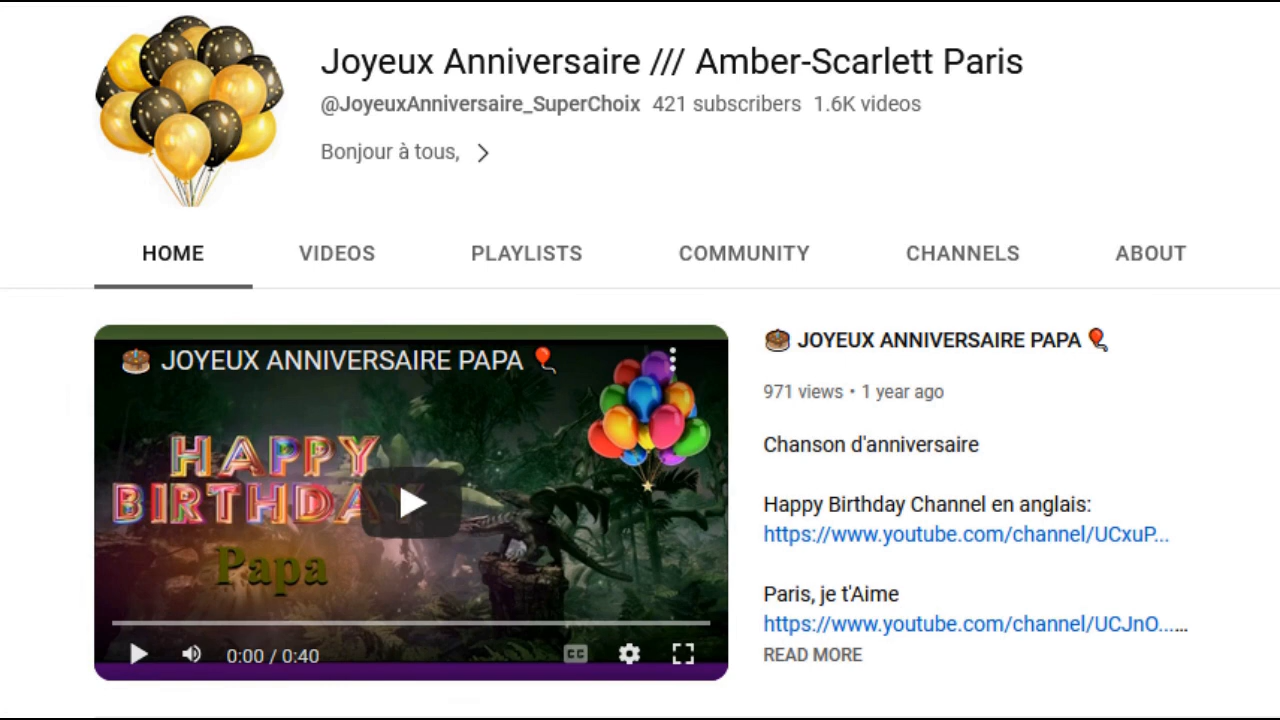 Joyeux Anniversaire /// Amber-Scarlett Paris
@JoyeuxAnniversaire_SuperChoix 421 subscribers 1.6K videos
Bonjour à tous,
HOME VIDEOS PLAYLISTS COMMUNITY CHANNELS ABOUT
JOYEUX ANNIVERSAIRE PAPA
HAPPY
BIRTHDAY
Papa
0:00 / 0:40
CC
JOYEUX ANNIVERSAIRE PAPA
971 views • 1 year ago
Chanson d'anniversaire
Happy Birthday Channel en anglais:
https://www.youtube.com/channel/UCxuP...
Paris, je t'Aime
https://www.youtube.com/channel/UCJnO......
READ MORE